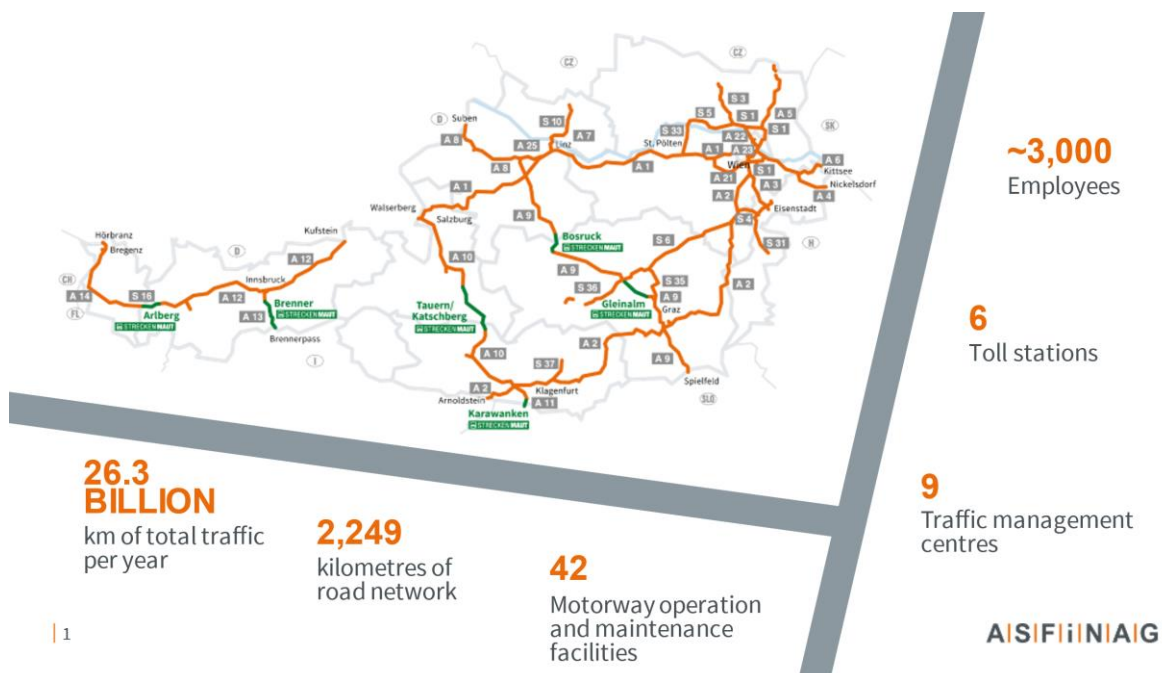 CZ
CZ
D
Suben
S 10
A 7
S 3
S 5
S 1
A 5
S 1
SK
A 8
A 25
Linz
S 33
St. Pölten
A 22
A 1
A 23
Wien
A 6
Kittsee
A 8
A 1
S 1
A 21
A 3
Nickelsdorf
A 4
A 1
A 2
Eisenstadt
Walserberg
Salzburg
A 9
S 4
S 31
H
Hörbranz
Bregenz
Kufstein
D
A 12
Bosruck
STRECKENMAUT
S 6
A 10
Innsbruck
CH
A 14
S 16
A 12
A 9
S 36
S 35
A 2
FL
Arlberg
STRECKENMAUT
A 13
Brenner
STRECKENMAUT
Brennerpass
Tauern/
Katschberg
STRECKENMAUT
Gleinalm
STRECKENMAUT
A 9
Graz
I
A 10
A 2
S 37
A 9
A 2
Arnoldstein
Klagenfurt
A 11
Spielfeld
SLO
Karawanken
STRECKENMAUT
~3,000
Employees
6
Toll stations
9
Traffic management
centres
26.3
BILLION
km of total traffic
per year
2,249
kilometres of
road network
42
Motorway operation
and maintenance
facilities
| 1
A|S|F|i|N|A|G